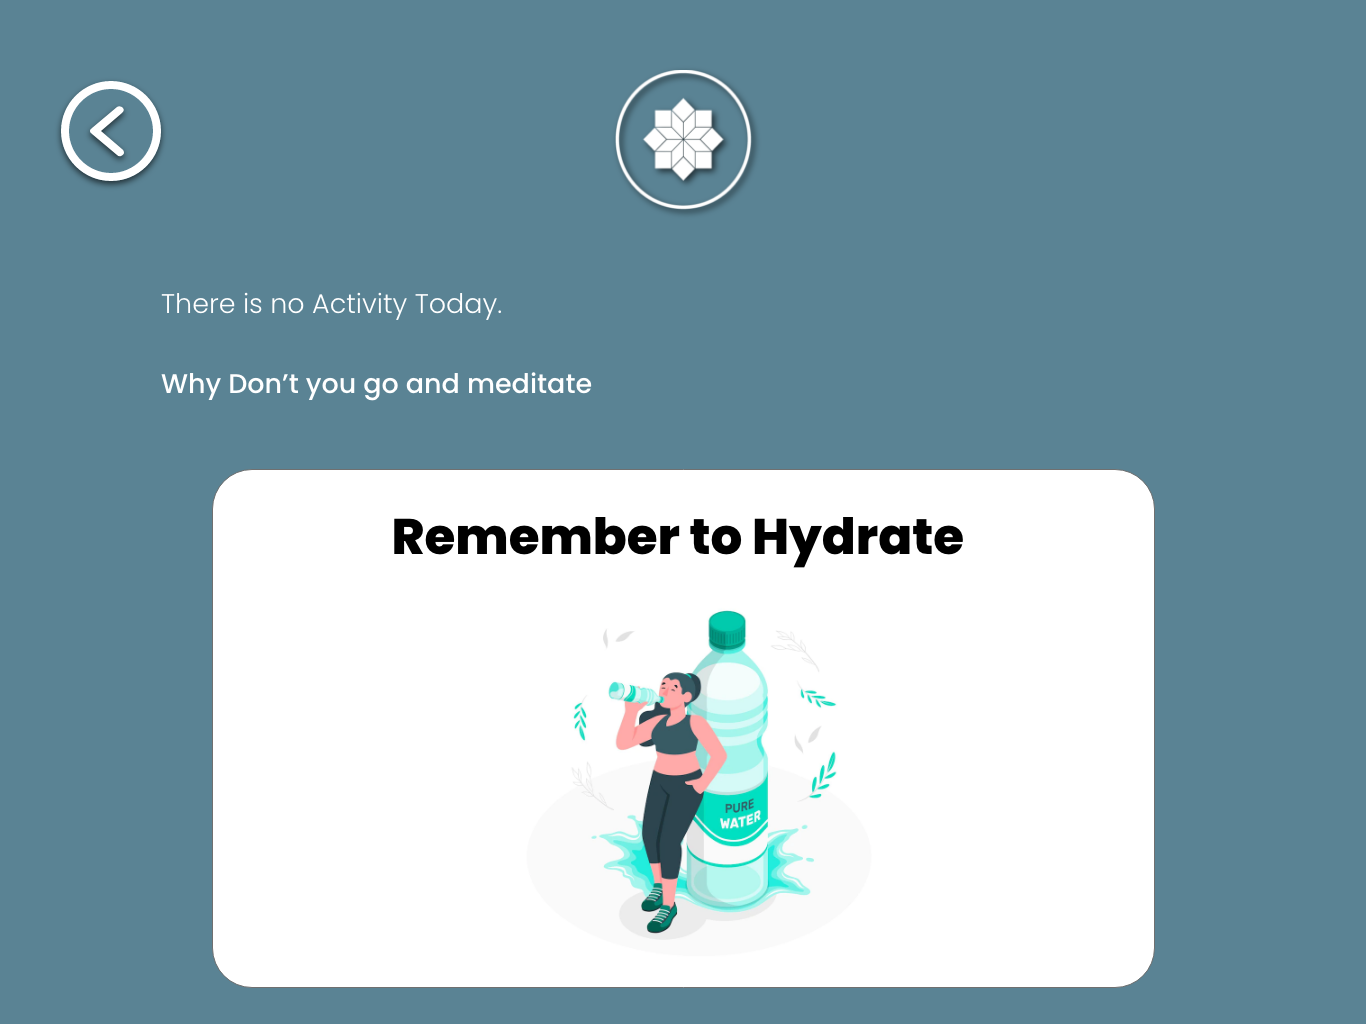 There is no Activity Today.
Why Don’t you go and meditate
Remember to Hydrate
PURE
WATER